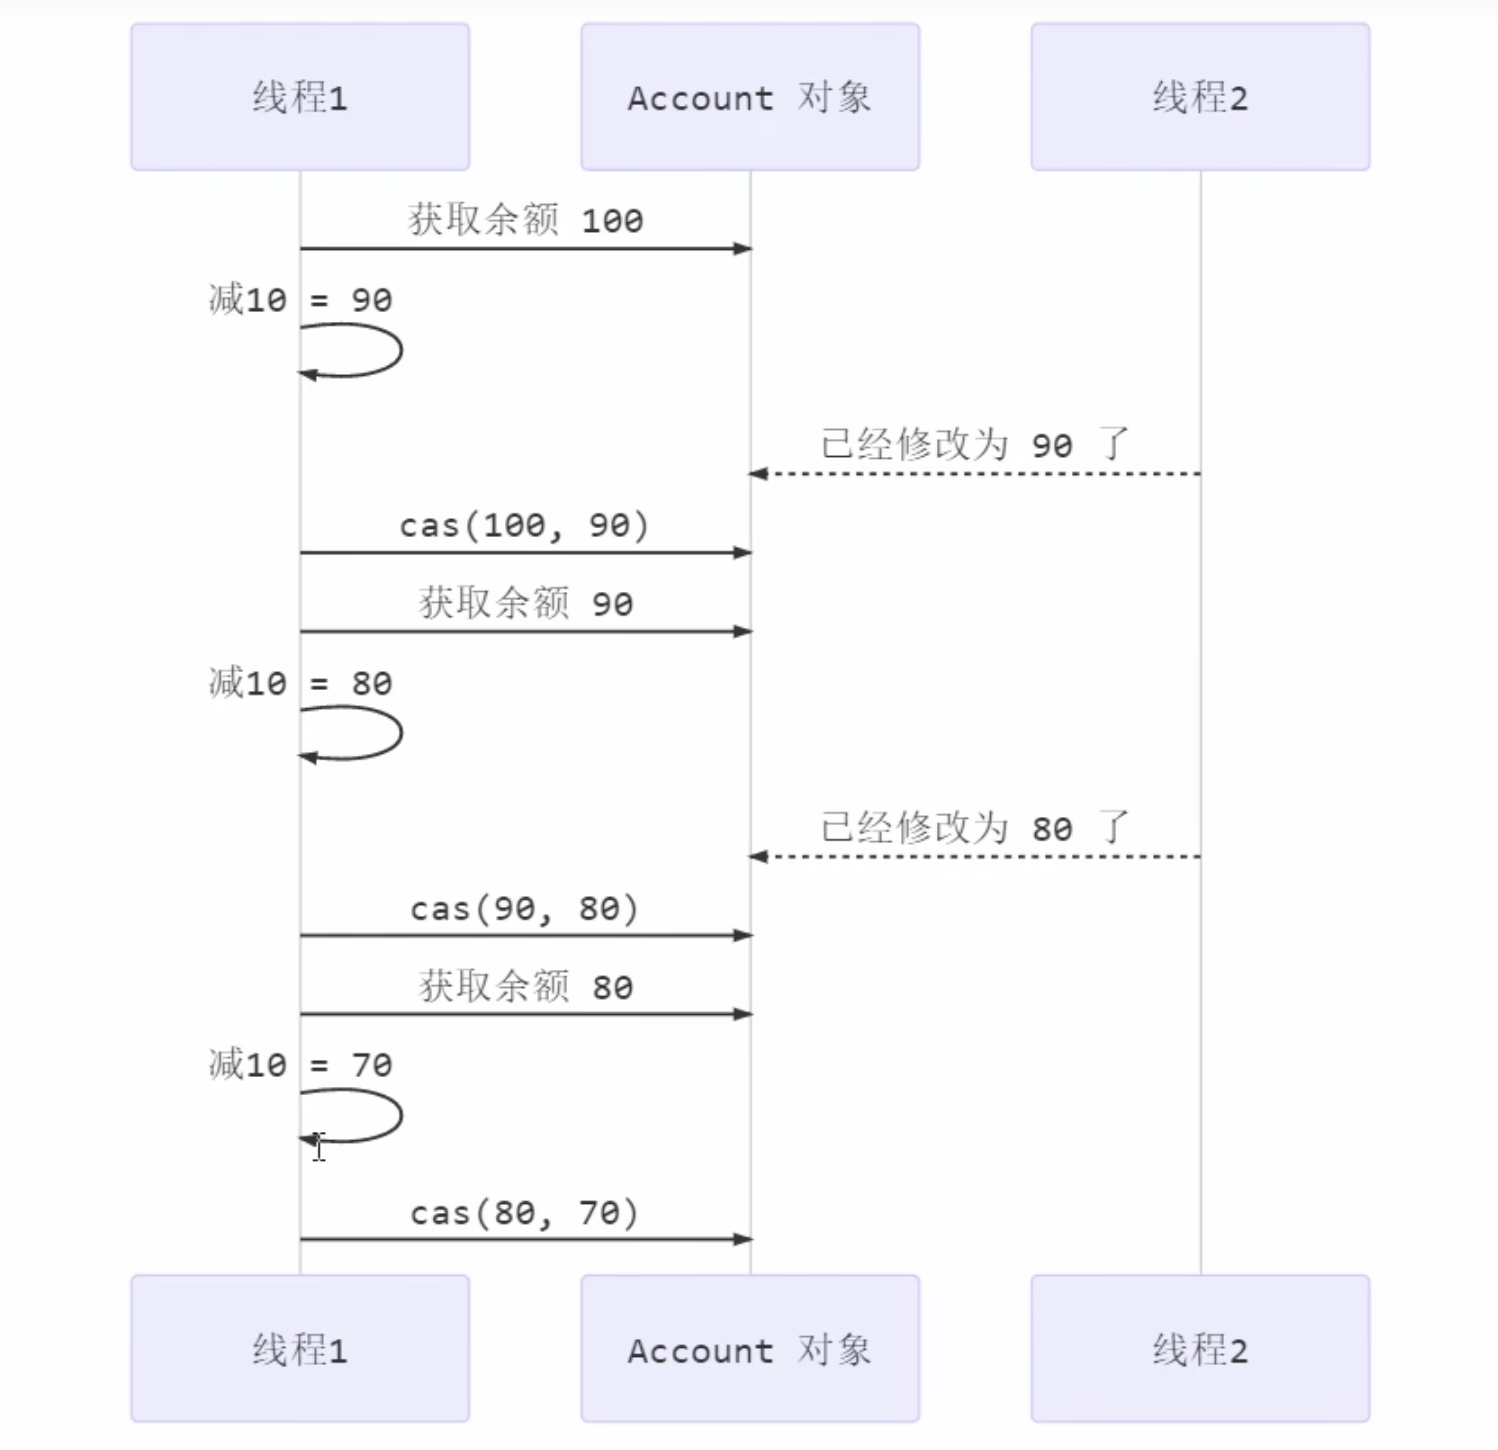 线程1
Account 对象
线程2
获取余额 100
减10 = 90
已经修改为 90 了
cas(100, 90)
获取余额 90
减10 = 80
已经修改为 80 了
cas(90, 80)
获取余额 80
减10 = 70
cas(80, 70)
线程1
Account 对象
线程2